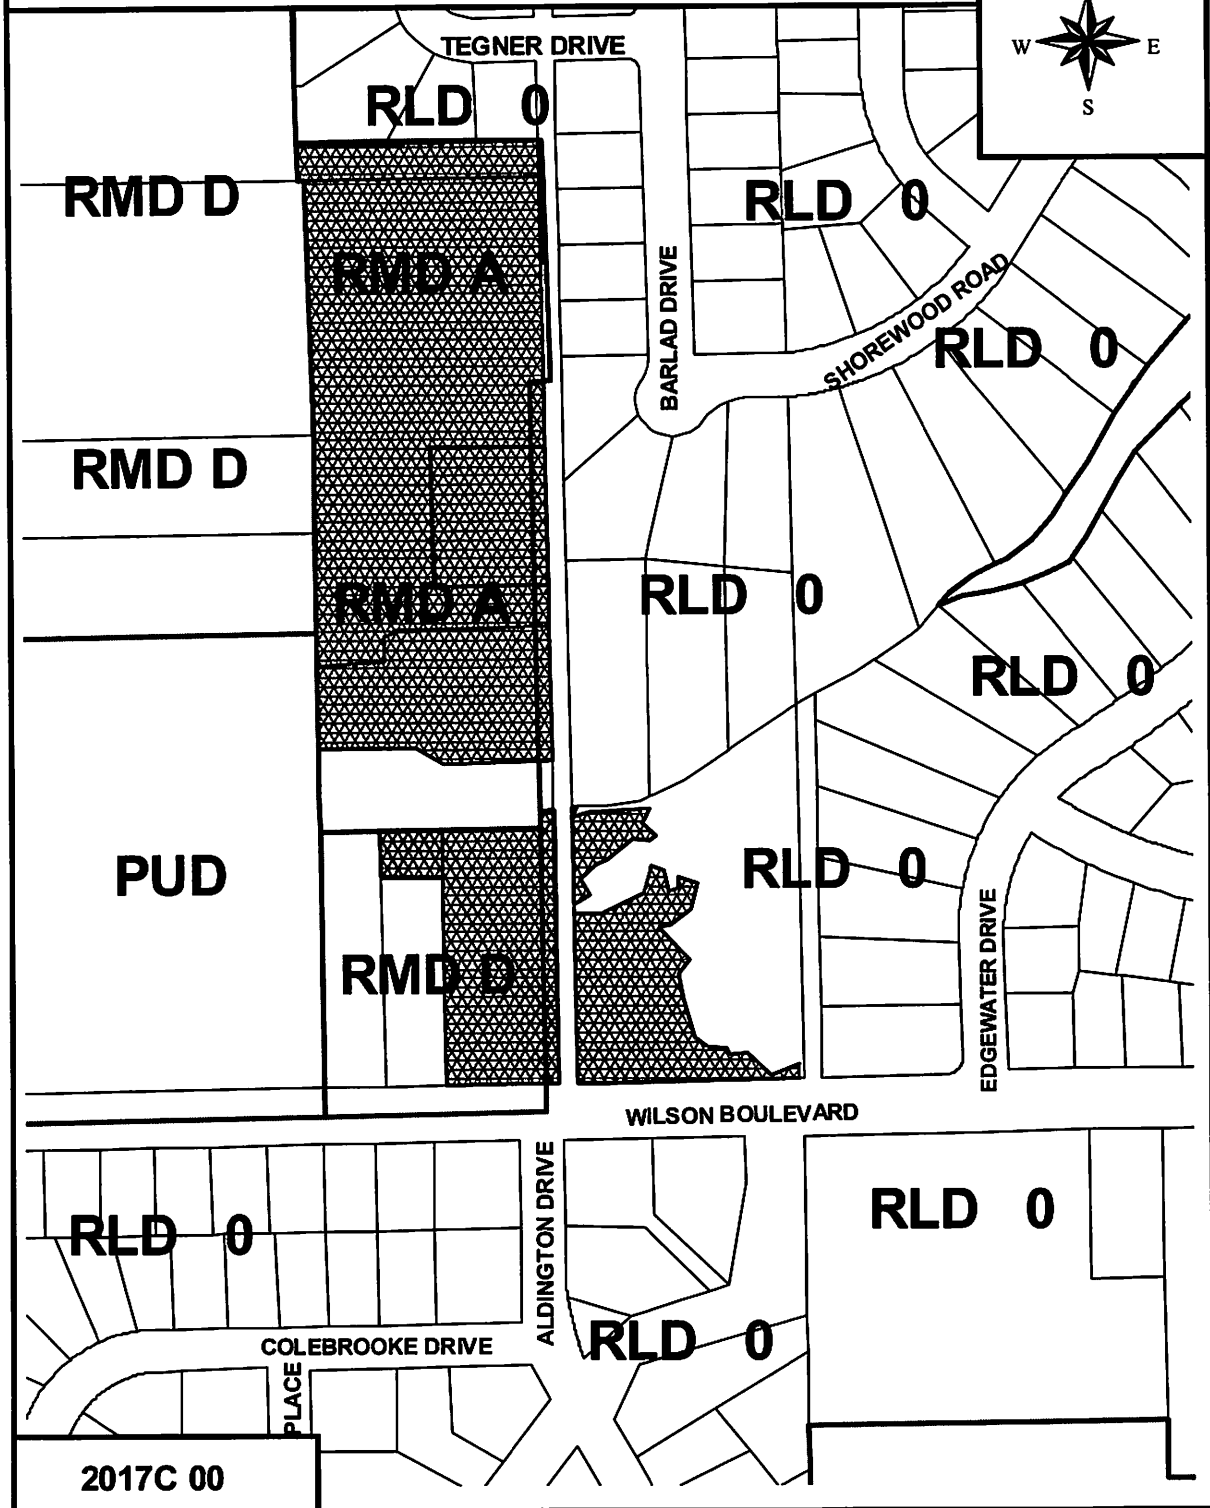 TEGNER DRIVE
W E
S
RLD 0
RMD D
RLD 0
RMD A
BARLAD DRIVE
SHOREWOOD ROAD
RLD 0
RMD D
RMD A
RLD 0
RLD 0
PUD
RLD 0
RMD D
EDGEWATER DRIVE
WILSON BOULEVARD
ALDINGTON DRIVE
RLD 0
RLD 0
COLEBROOKE DRIVE
RLD 0
PLACE
2017C 00